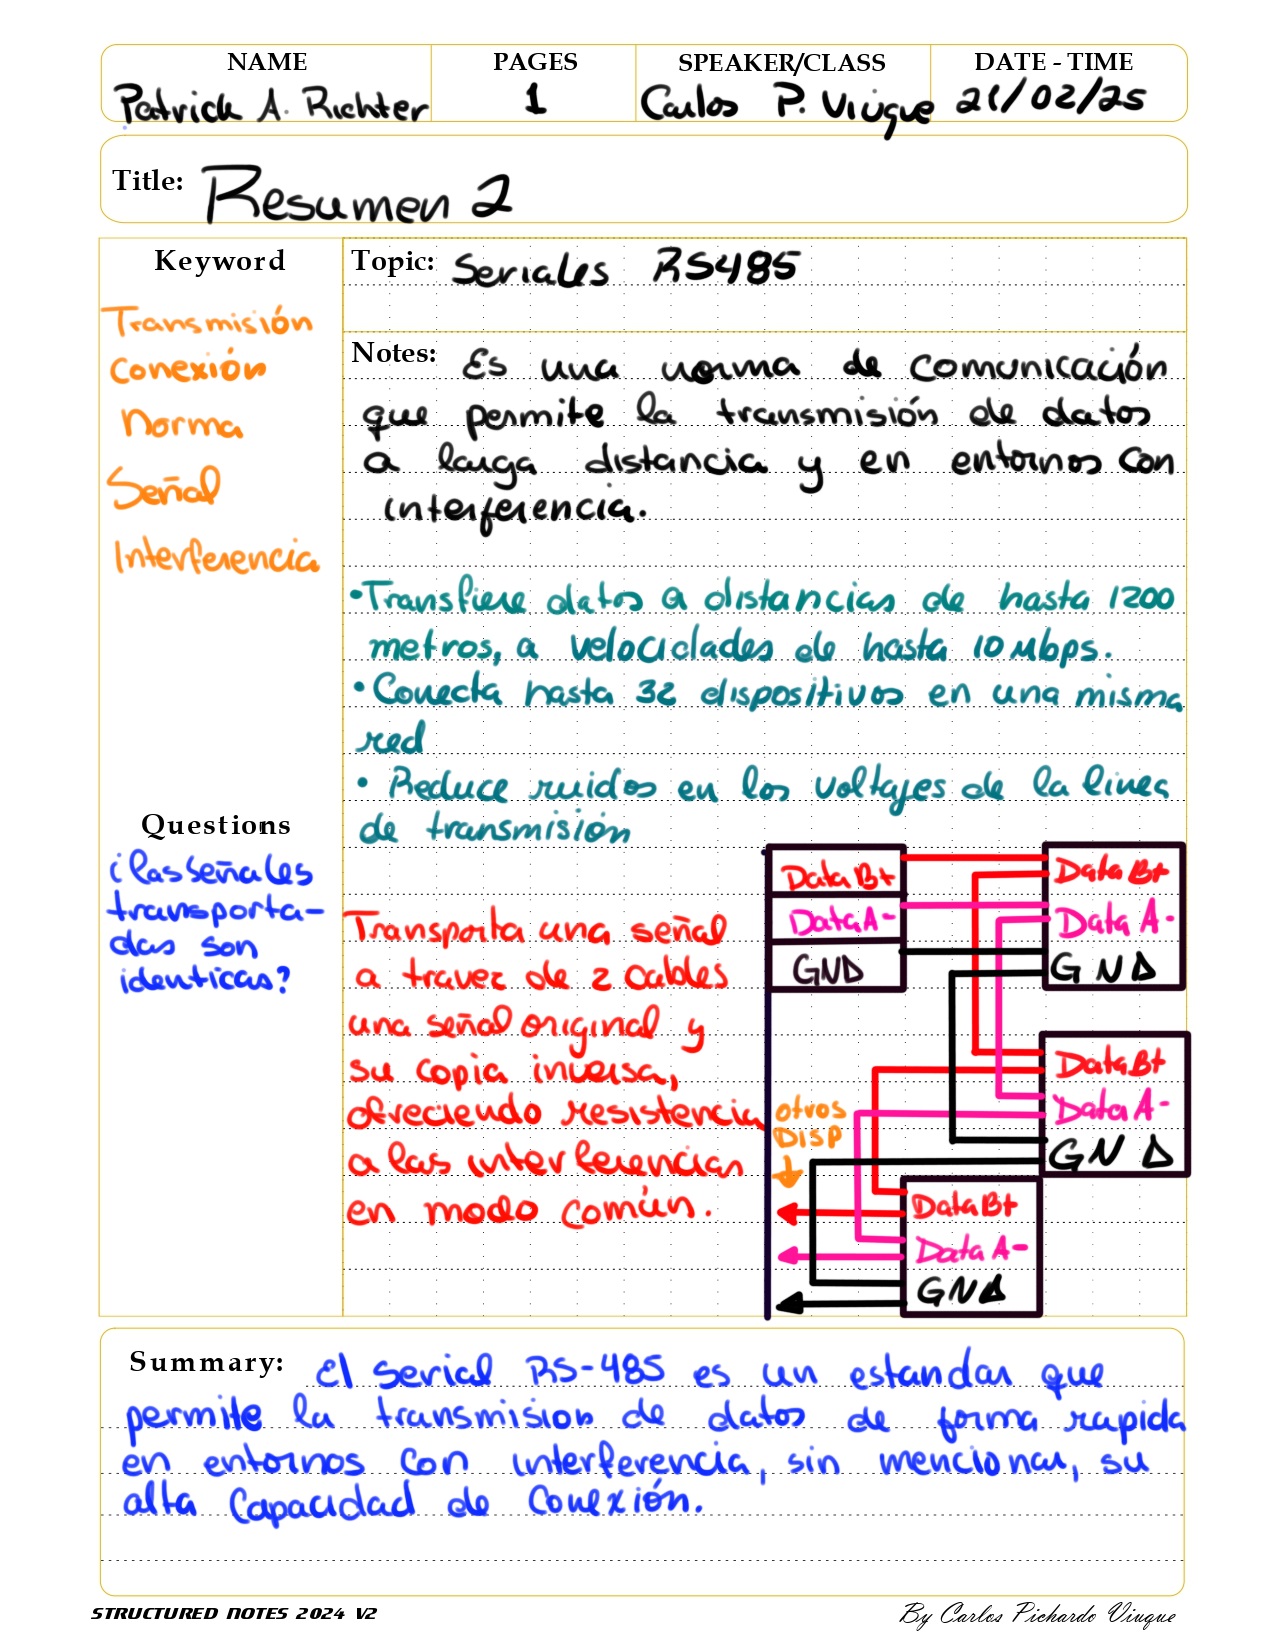 NAME PAGES SPEAKER/CLASS DATE - TIME
Patrick A. Richter 1 Carlos P. Viuque 21/02/25
Title: Resumen 2
Keyword
Transmisión
Conexión
Norma
Señal
Interferencia
Questions
¿las señales
transporta-
das son
identicas?
Topic: Seriales RS485
Notes: Es una norma de comunicación
que permite la transmisión de datos
a larga distancia y en entornos con
interferencia.
•Transfiere datos a distancias de hasta 1200
metros, a velocidades de hasta 10 Mbps.
•Conecta hasta 32 dispositivos en una misma
red
• Reduce ruidos en los voltajes de la linea
de transmisión
Transporta una señal
a travez de 2 Cables
una señal original y
su copia inversa,
ofreciendo resistencia
a las interferencias
en modo común.
Data B+
Data A-
GND
Data B+
Data A-
GND
Data B+
Data A-
GND
otros
DISP
Data B+
Data A-
GND
Summary: El serial RS-485 es un estandar que
permite la transmision de datos de forma rapida
en entornos con interferencia, sin mencionar, su
alta Capacidad de Conexión.
STRUCTURED NOTES 2024 V2
By Carlos Pichardo Viuque